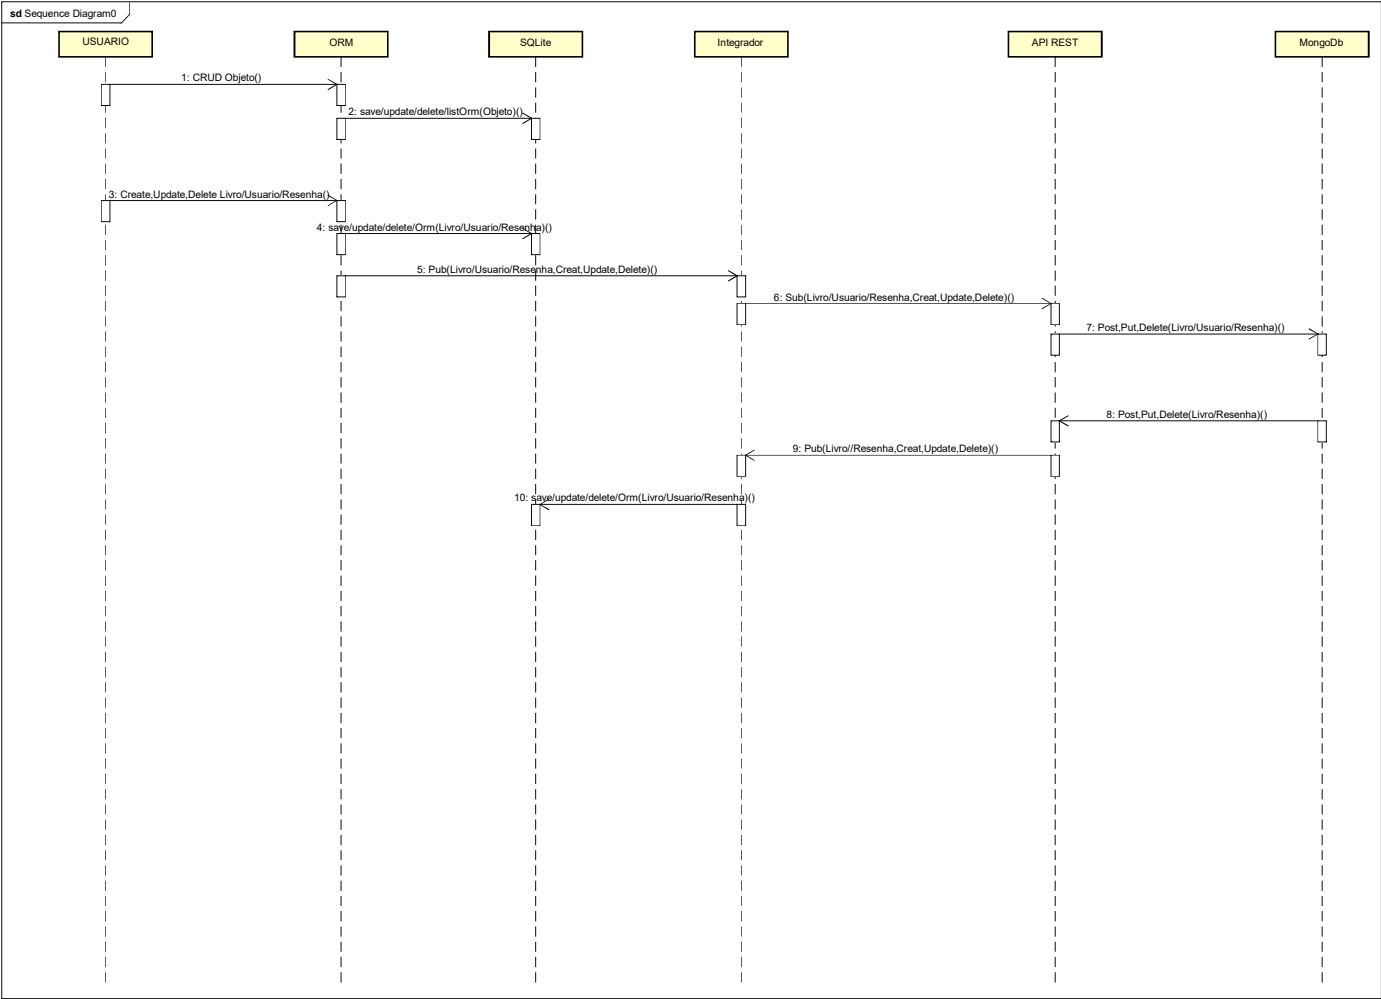 sd Sequence Diagram0
USUARIO
ORM
SQLite
Integrador
API REST
MongoDb
1: CRUD Objeto()
2: save/update/delete/listOrm(Objeto)()
3: Create,Update,Delete Livro/Usuario/Resenha()
4: save/update/delete/Orm(Livro/Usuario/Resenha)()
5: Pub(Livro/Usuario/Resenha,Creat,Update,Delete)()
6: Sub(Livro/Usuario/Resenha,Creat,Update,Delete)()
7: Post,Put,Delete(Livro/Usuario/Resenha)()
8: Post,Put,Delete(Livro/Resenha)()
9: Pub(Livro//Resenha,Creat,Update,Delete)()
10: save/update/delete/Orm(Livro/Usuario/Resenha)()